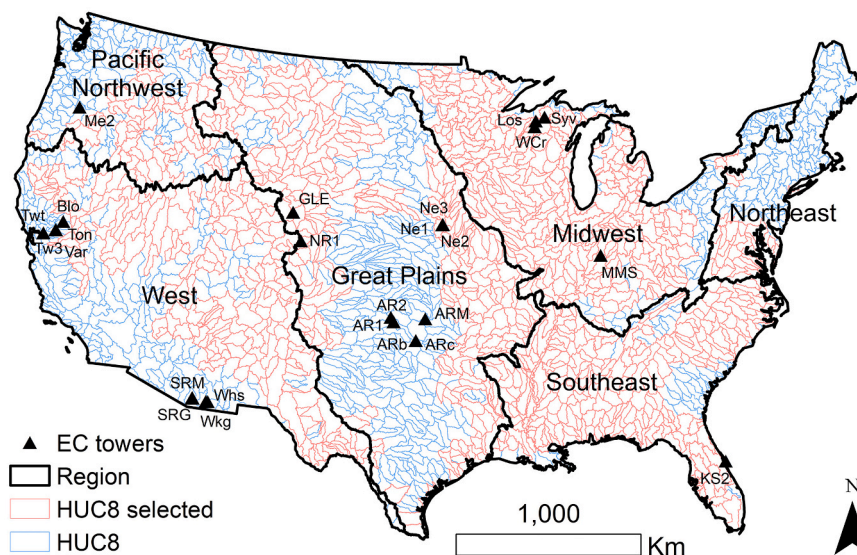 Pacific
Northwest
Me2
Los
Syv
WCr
GLE
Blo
Twt
Ton
Tw3
Var
NR1
Ne3
Ne1
Ne2
Midwest
MMS
Northeast
West
Great Plains
AR2
AR1
ARM
ARb
ARc
Southeast
SRM
Whs
SRG
Wkg
KS2
EC towers
Region
HUC8 selected
HUC8
1,000
Km
N